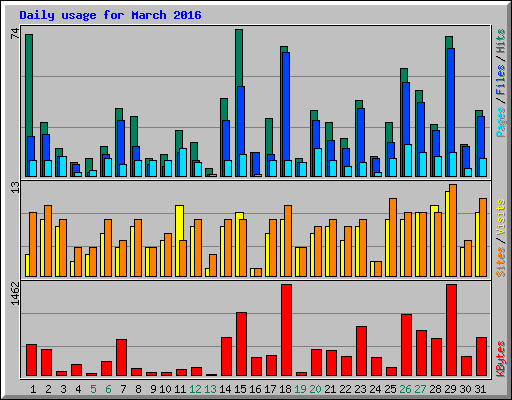 Daily usage for March 2016
74
Pages / Files / Hits
13
Sites / Visits
1462
KBytes
1 2 3 4 5 6 7 8 9 10 11 12 13 14 15 16 17 18 19 20 21 22 23 24 25 26 27 28 29 30 31